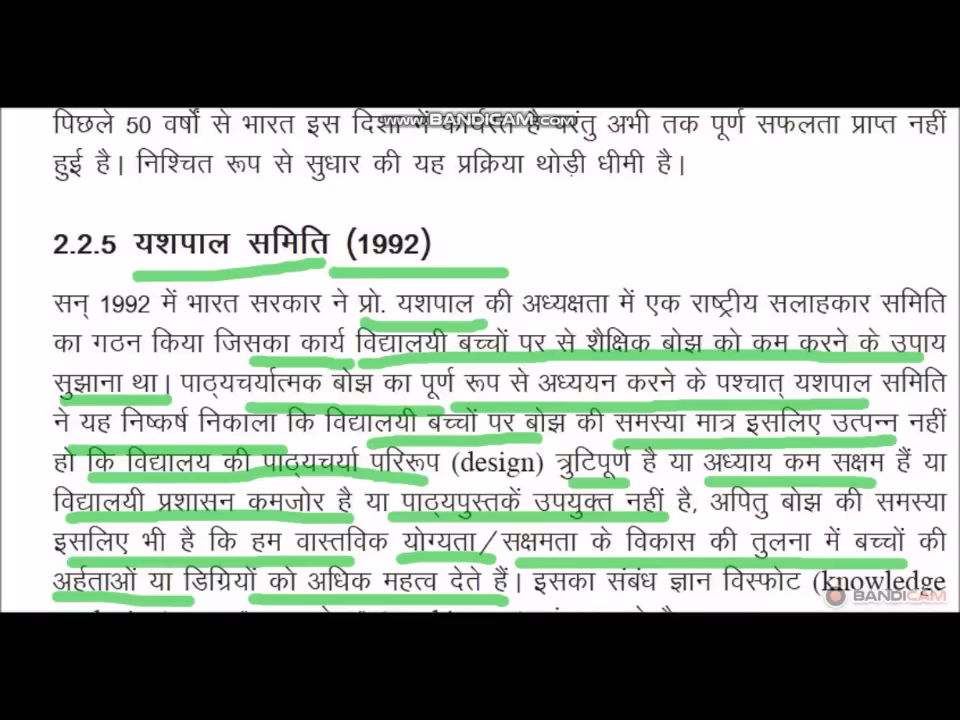 www.BANDICAM.com
पिछले 50 वर्षों से भारत इस दिशा में कार्यरत है परंतु अभी तक पूर्ण सफलता प्राप्त नहीं
हुई है। निश्चित रूप से सुधार की यह प्रक्रिया थोड़ी धीमी है।
2.2.5 यशपाल समिति (1992)
सन् 1992 में भारत सरकार ने प्रो. यशपाल की अध्यक्षता में एक राष्ट्रीय सलाहकार समिति
का गठन किया जिसका कार्य विद्यालयी बच्चों पर से शैक्षिक बोझ को कम करने के उपाय
सुझाना था। पाठ्यचर्यात्मक बोझ का पूर्ण रूप से अध्ययन करने के पश्चात् यशपाल समिति
ने यह निष्कर्ष निकाला कि विद्यालयी बच्चों पर बोझ की समस्या मात्र इसलिए उत्पन्न नहीं
हो कि विद्यालय की पाठ्यचर्या परिरूप (design) त्रुटिपूर्ण है या अध्याय कम सक्षम हैं या
विद्यालयी प्रशासन कमजोर है या पाठ्यपुस्तकें उपयुक्त नहीं है, अपितु बोझ की समस्या
इसलिए भी है कि हम वास्तविक योग्यता/सक्षमता के विकास की तुलना में बच्चों की
अर्हताओं या डिग्रियों को अधिक महत्व देते हैं। इसका संबंध ज्ञान विस्फोट (knowledge
BANDICAM